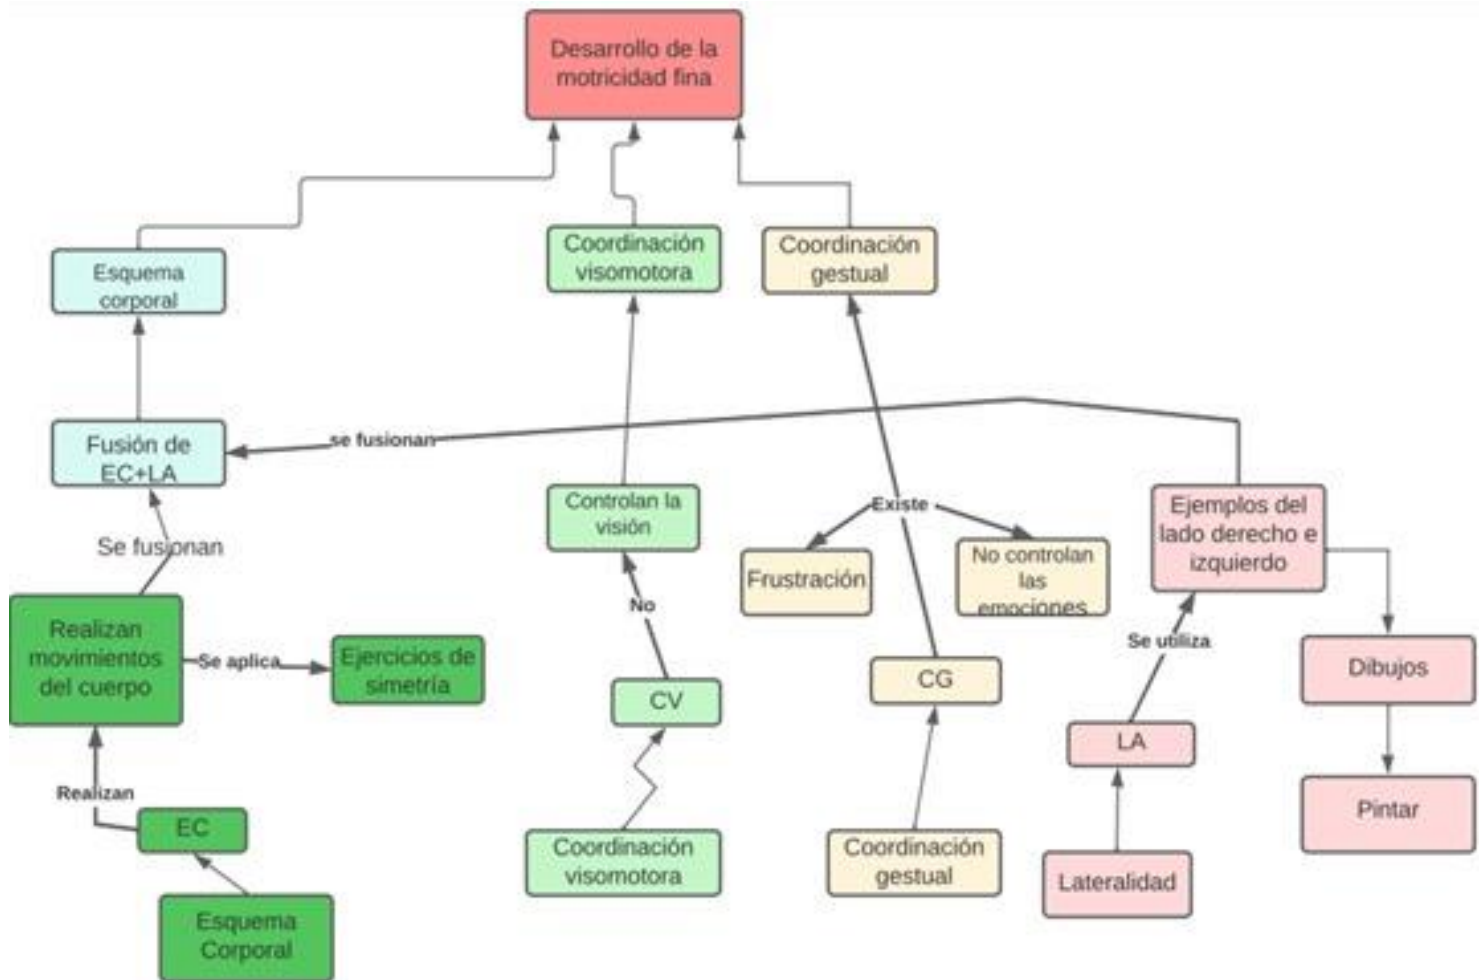 Desarrollo de la
motricidad fina
Esquema
corporal
Coordinación
visomotora
Coordinación
gestual
Fusión de
EC+LA
se fusionan
Controlan la
visión
Existe
Frustración
No controlan
las
emociones
Ejemplos del
lado derecho e
izquierdo
Se fusionan
Realizan
movimientos
del cuerpo
Se aplica
Ejercicios de
simetría
No
CV
CG
Se utiliza
LA
Dibujos
Pintar
Realizan
EC
Esquema
Corporal
Coordinación
visomotora
Coordinación
gestual
Lateralidad